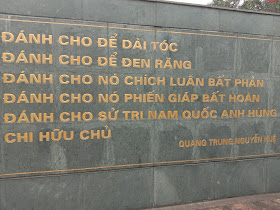 ĐÁNH CHO ĐỂ DÀI TÓC
ĐÁNH CHO ĐỂ ĐEN RĂNG
ĐÁNH CHO NÓ CHÍCH LUÂN BẤT PHẢN
ĐÁNH CHO NÓ PHIẾN GIÁP BẤT HOÀN
ĐÁNH CHO SỬ TRI NAM QUỐC ANH HÙNG
CHI HỮU CHỦ
QUANG TRUNG NGUYỄN HUỆ